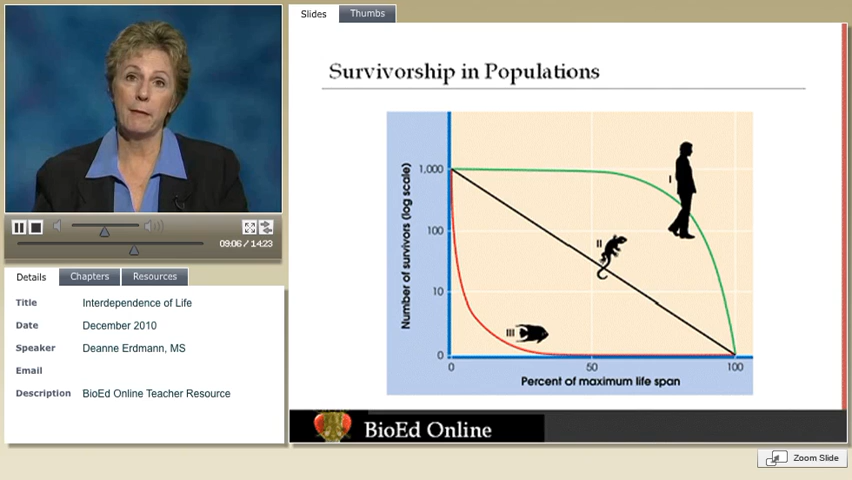 Slides
Thumbs
Survivorship in Populations
Number of survivors (log scale)
1,000
100
10
0
I
II
III
0
50
100
Percent of maximum life span
09:06 / 14:23
Details
Chapters
Resources
Title Interdependence of Life
Date December 2010
Speaker Deanne Erdmann, MS
Email
Description BioEd Online Teacher Resource
BioEd Online
Zoom Slide